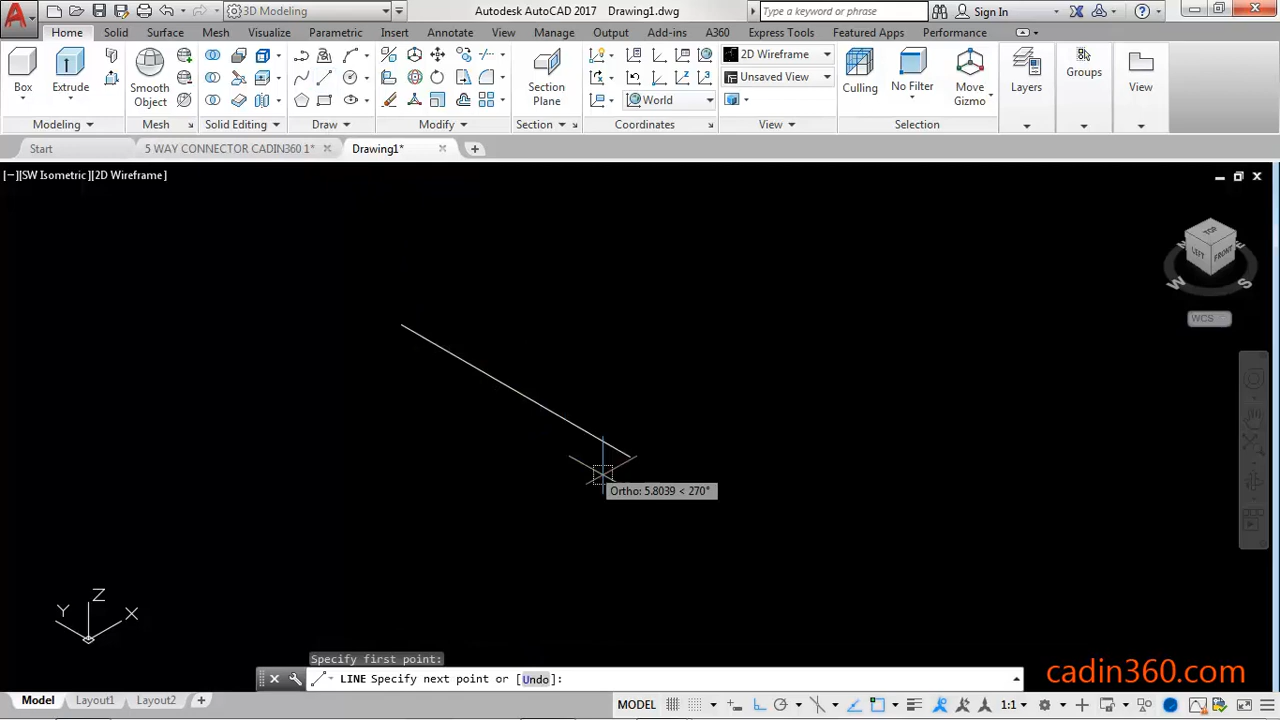 3D Modeling
Autodesk AutoCAD 2017 Drawing1.dwg
Type a keyword or phrase
Sign In
Home Solid Surface Mesh Visualize Parametric Insert Annotate View Manage Output Add-ins A360 Express Tools Featured Apps Performance
Box
Extrude
Smooth
Object
Section
Plane
World
2D Wireframe
Unsaved View
Culling
No Filter
Move
Gizmo
Layers
Groups
View
Modeling Mesh Solid Editing Draw Modify Section Coordinates View Selection
Start 5 WAY CONNECTOR CADIN360 1* Drawing1*
[−][SW Isometric][2D Wireframe]
TOP
LEFT
FRONT
N
E
W
S
WCS
Ortho: 5.8039 < 270°
Z
Y
X
Specify first point:
LINE Specify next point or [Undo]:
cadin360.com
Model Layout1 Layout2
MODEL
1:1